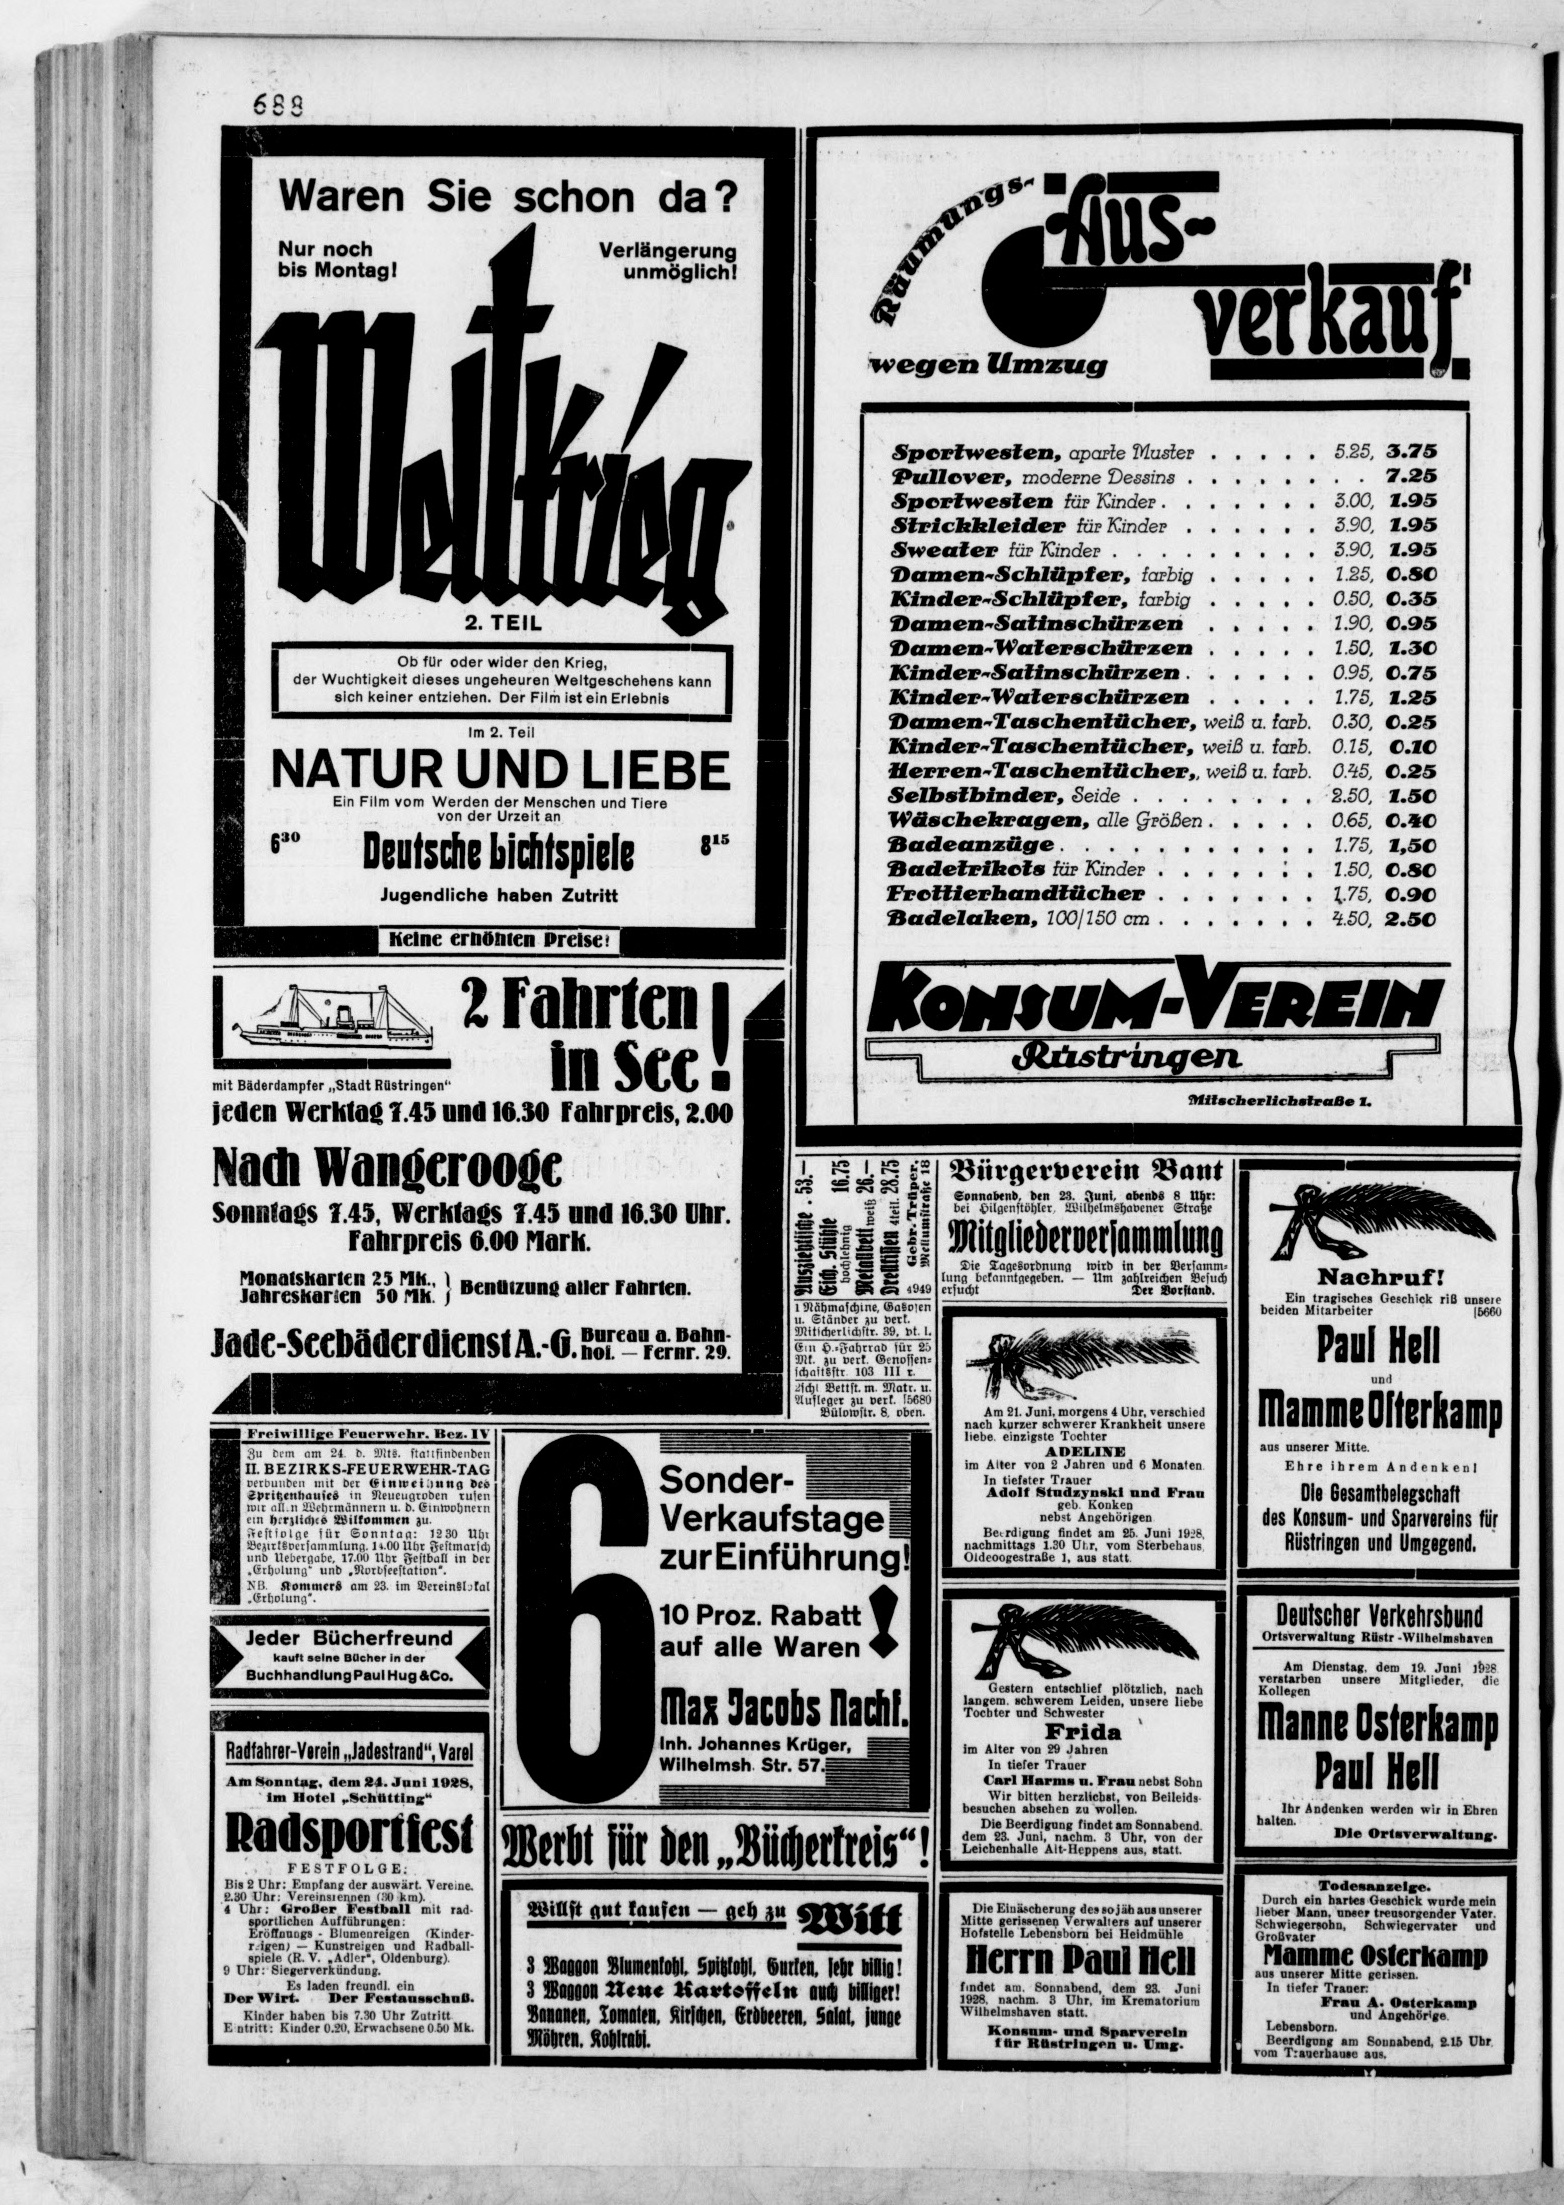 688
Waren Sie schon da?
Nur noch
bis Montag!
Verlängerung
unmöglich!
Weltkrieg
2. TEIL
Ob für oder wider den Krieg,
der Wuchtigkeit dieses ungeheuren Weltgeschehens kann
sich keiner entziehen. Der Film ist ein Erlebnis
Im 2. Teil
NATUR UND LIEBE
Ein Film vom Werden der Menschen und Tiere
von der Urzeit an
6³⁰ Deutsche Lichtspiele 8¹⁵
Jugendliche haben Zutritt
Keine erhöhten Preise!
Räumungs-
Aus-
verkauf
wegen Umzug
Sportwesten, aparte Muster . . . . . 5.25, 3.75
Pullover, moderne Dessins . . . . . . . . 7.25
Sportwesten für Kinder . . . . . . . 3.00, 1.95
Strickkleider für Kinder . . . . . . 3.90, 1.95
Sweater für Kinder . . . . . . . . . 3.90, 1.95
Damen-Schlüpfer, farbig . . . . . 1.25, 0.80
Kinder-Schlüpfer, farbig . . . . . 0.50, 0.35
Damen-Satinschürzen . . . . . 1.90, 0.95
Damen-Waterschürzen . . . . . 1.50, 1.30
Kinder-Satinschürzen . . . . . . 0.95, 0.75
Kinder-Waterschürzen . . . . . 1.75, 1.25
Damen-Taschentücher, weiß u. farb. 0.30, 0.25
Kinder-Taschentücher, weiß u. farb. 0.15, 0.10
Herren-Taschentücher,, weiß u. farb. 0.45, 0.25
Selbstbinder, Seide . . . . . . . . 2.50, 1.50
Wäschekragen, alle Größen . . . . . 0.65, 0.40
Badeanzüge . . . . . . . . . . . 1.75, 1,50
Badetrikots für Kinder . . . . . . . 1.50, 0.80
Frottierhandtücher . . . . . . . 1.75, 0.90
Badelaken, 100/150 cm . . . . . . . 4.50, 2.50
KONSUM-VEREIN
Rüstringen
Mitscherlichstraße 1.
2 Fahrten
in See!
mit Bäderdampfer „Stadt Rüstringen“
jeden Werktag 7.45 und 16.30 Fahrpreis, 2.00
Nach Wangerooge
Sonntags 7.45, Werktags 7.45 und 16.30 Uhr.
Fahrpreis 6.00 Mark.
Monatskarten 25 Mk.,
Jahreskarten 50 Mk. } Benützung aller Fahrten.
Jade-Seebäderdienst A.-G. Bureau a. Bahn-
hof. — Fernr. 29.
Ausziehtische . 53.—
Eich. Stühle
hochlehnig 16.75
Metallbett weiß 26.—
Dreikissen 4teil. 28.75
Gebr. Trüper,
Mellumstraße 18
4949
1 Nähmaschine, Gasofen
u. Ständer zu verk.
Mitscherlichstr. 39, pt. l.
Ein H.-Fahrrad für 25
Mk. zu verk. Genossen-
schaftsstr. 103 III r.
2schl. Bettst. m. Matr. u.
Aufleger zu verk. [5680
Bülowstr. 8, oben.
Bürgerverein Bant
Sonnabend, den 23. Juni, abends 8 Uhr:
bei Hilgenstöhler, Wilhelmshavener Straße
Mitgliederversammlung
Die Tagesordnung wird in der Versamm-
lung bekanntgegeben. — Um zahlreichen Besuch
ersucht Der Vorstand.
Am 21. Juni, morgens 4 Uhr, verschied
nach kurzer schwerer Krankheit unsere
liebe, einzigste Tochter
ADELINE
im Alter von 2 Jahren und 6 Monaten
In tiefster Trauer
Adolf Studzynski und Frau
geb. Konken
nebst Angehörigen
Beerdigung findet am 25. Juni 1928,
nachmittags 1.30 Uhr, vom Sterbehaus,
Oldeoogestraße 1, aus statt.
Nachruf!
Ein tragisches Geschick riß unsere
beiden Mitarbeiter [5660
Paul Hell
und
Mamme Osterkamp
aus unserer Mitte.
Ehre ihrem Andenken!
Die Gesamtbelegschaft
des Konsum- und Sparvereins für
Rüstringen und Umgegend.
Freiwillige Feuerwehr. Bez. IV
Zu dem am 24. d. Mts. stattfindenden
II. BEZIRKS-FEUERWEHR-TAG
verbunden mit der Einweihung des
Spritzenhauses in Neuengroden rufen
wir allen Wehrmännern u. d. Einwohnern
ein herzliches Willkommen zu.
Festfolge für Sonntag: 12 30 Uhr
Bezirksversammlung, 14.00 Uhr Festmarsch
und Uebergabe, 17.00 Uhr Festball in der
„Erholung“ und „Nordseestation“.
NB. Kommers am 23. im Vereinslokal
„Erholung“.
Jeder Bücherfreund
kauft seine Bücher in der
Buchhandlung Paul Hug & Co.
Radfahrer-Verein „Jadestrand“, Varel
Am Sonntag, dem 24. Juni 1928,
im Hotel „Schütting“
Radsportfest
FESTFOLGE:
Bis 2 Uhr: Empfang der auswärt. Vereine.
2.30 Uhr: Vereinsrennen (30 km).
4 Uhr: Großer Festball mit rad-
sportlichen Aufführungen:
Eröffnungs - Blumenreigen (Kinder-
reigen) — Kunstreigen und Radball-
spiele (R. V. „Adler“, Oldenburg).
9 Uhr: Siegerverkündung.
Es laden freundl. ein
Der Wirt. Der Festausschuß.
Kinder haben bis 7.30 Uhr Zutritt
Eintritt: Kinder 0.20, Erwachsene 0.50 Mk.
6
Sonder-
Verkaufstage
zur Einführung!
10 Proz. Rabatt
auf alle Waren!
Max Jacobs Nachf.
Inh. Johannes Krüger,
Wilhelmsh. Str. 57.
Werbt für den „Bücherkreis“!
Willst gut kaufen — geh zu Witt
3 Waggon Blumenkohl, Spitzkohl, Gurken, sehr billig!
3 Waggon Neue Kartoffeln auch billiger!
Bananen, Tomaten, Kirschen, Erdbeeren, Salat, junge
Möhren, Kohlrabi.
Gestern entschlief plötzlich, nach
langem, schwerem Leiden, unsere liebe
Tochter und Schwester
Frida
im Alter von 29 Jahren
In tiefer Trauer
Carl Harms u. Frau nebst Sohn
Wir bitten herzlichst, von Beileids-
besuchen absehen zu wollen.
Die Beerdigung findet am Sonnabend,
dem 23. Juni, nachm. 3 Uhr, von der
Leichenhalle Alt-Heppens aus, statt.
Die Einäscherung des so jäh aus unserer
Mitte gerissenen Verwalters auf unserer
Hofstelle Lebensborn bei Heidmühle
Herrn Paul Hell
findet am Sonnabend, dem 23. Juni
1928, nachm. 3 Uhr, im Krematorium
Wilhelmshaven statt.
Konsum- und Sparverein
für Rüstringen u. Umg.
Deutscher Verkehrsbund
Ortsverwaltung Rüstr.-Wilhelmshaven
Am Dienstag, dem 19. Juni 1928
verstarben unsere Mitglieder, die
Kollegen
Manne Osterkamp
Paul Hell
Ihr Andenken werden wir in Ehren
halten.
Die Ortsverwaltung.
Todesanzeige.
Durch ein hartes Geschick wurde mein
lieber Mann, unser treusorgender Vater,
Schwiegersohn, Schwiegervater und
Großvater
Mamme Osterkamp
aus unserer Mitte gerissen.
In tiefer Trauer:
Frau A. Osterkamp
und Angehörige.
Lebensborn.
Beerdigung am Sonnabend, 2.15 Uhr
vom Trauerhause aus.